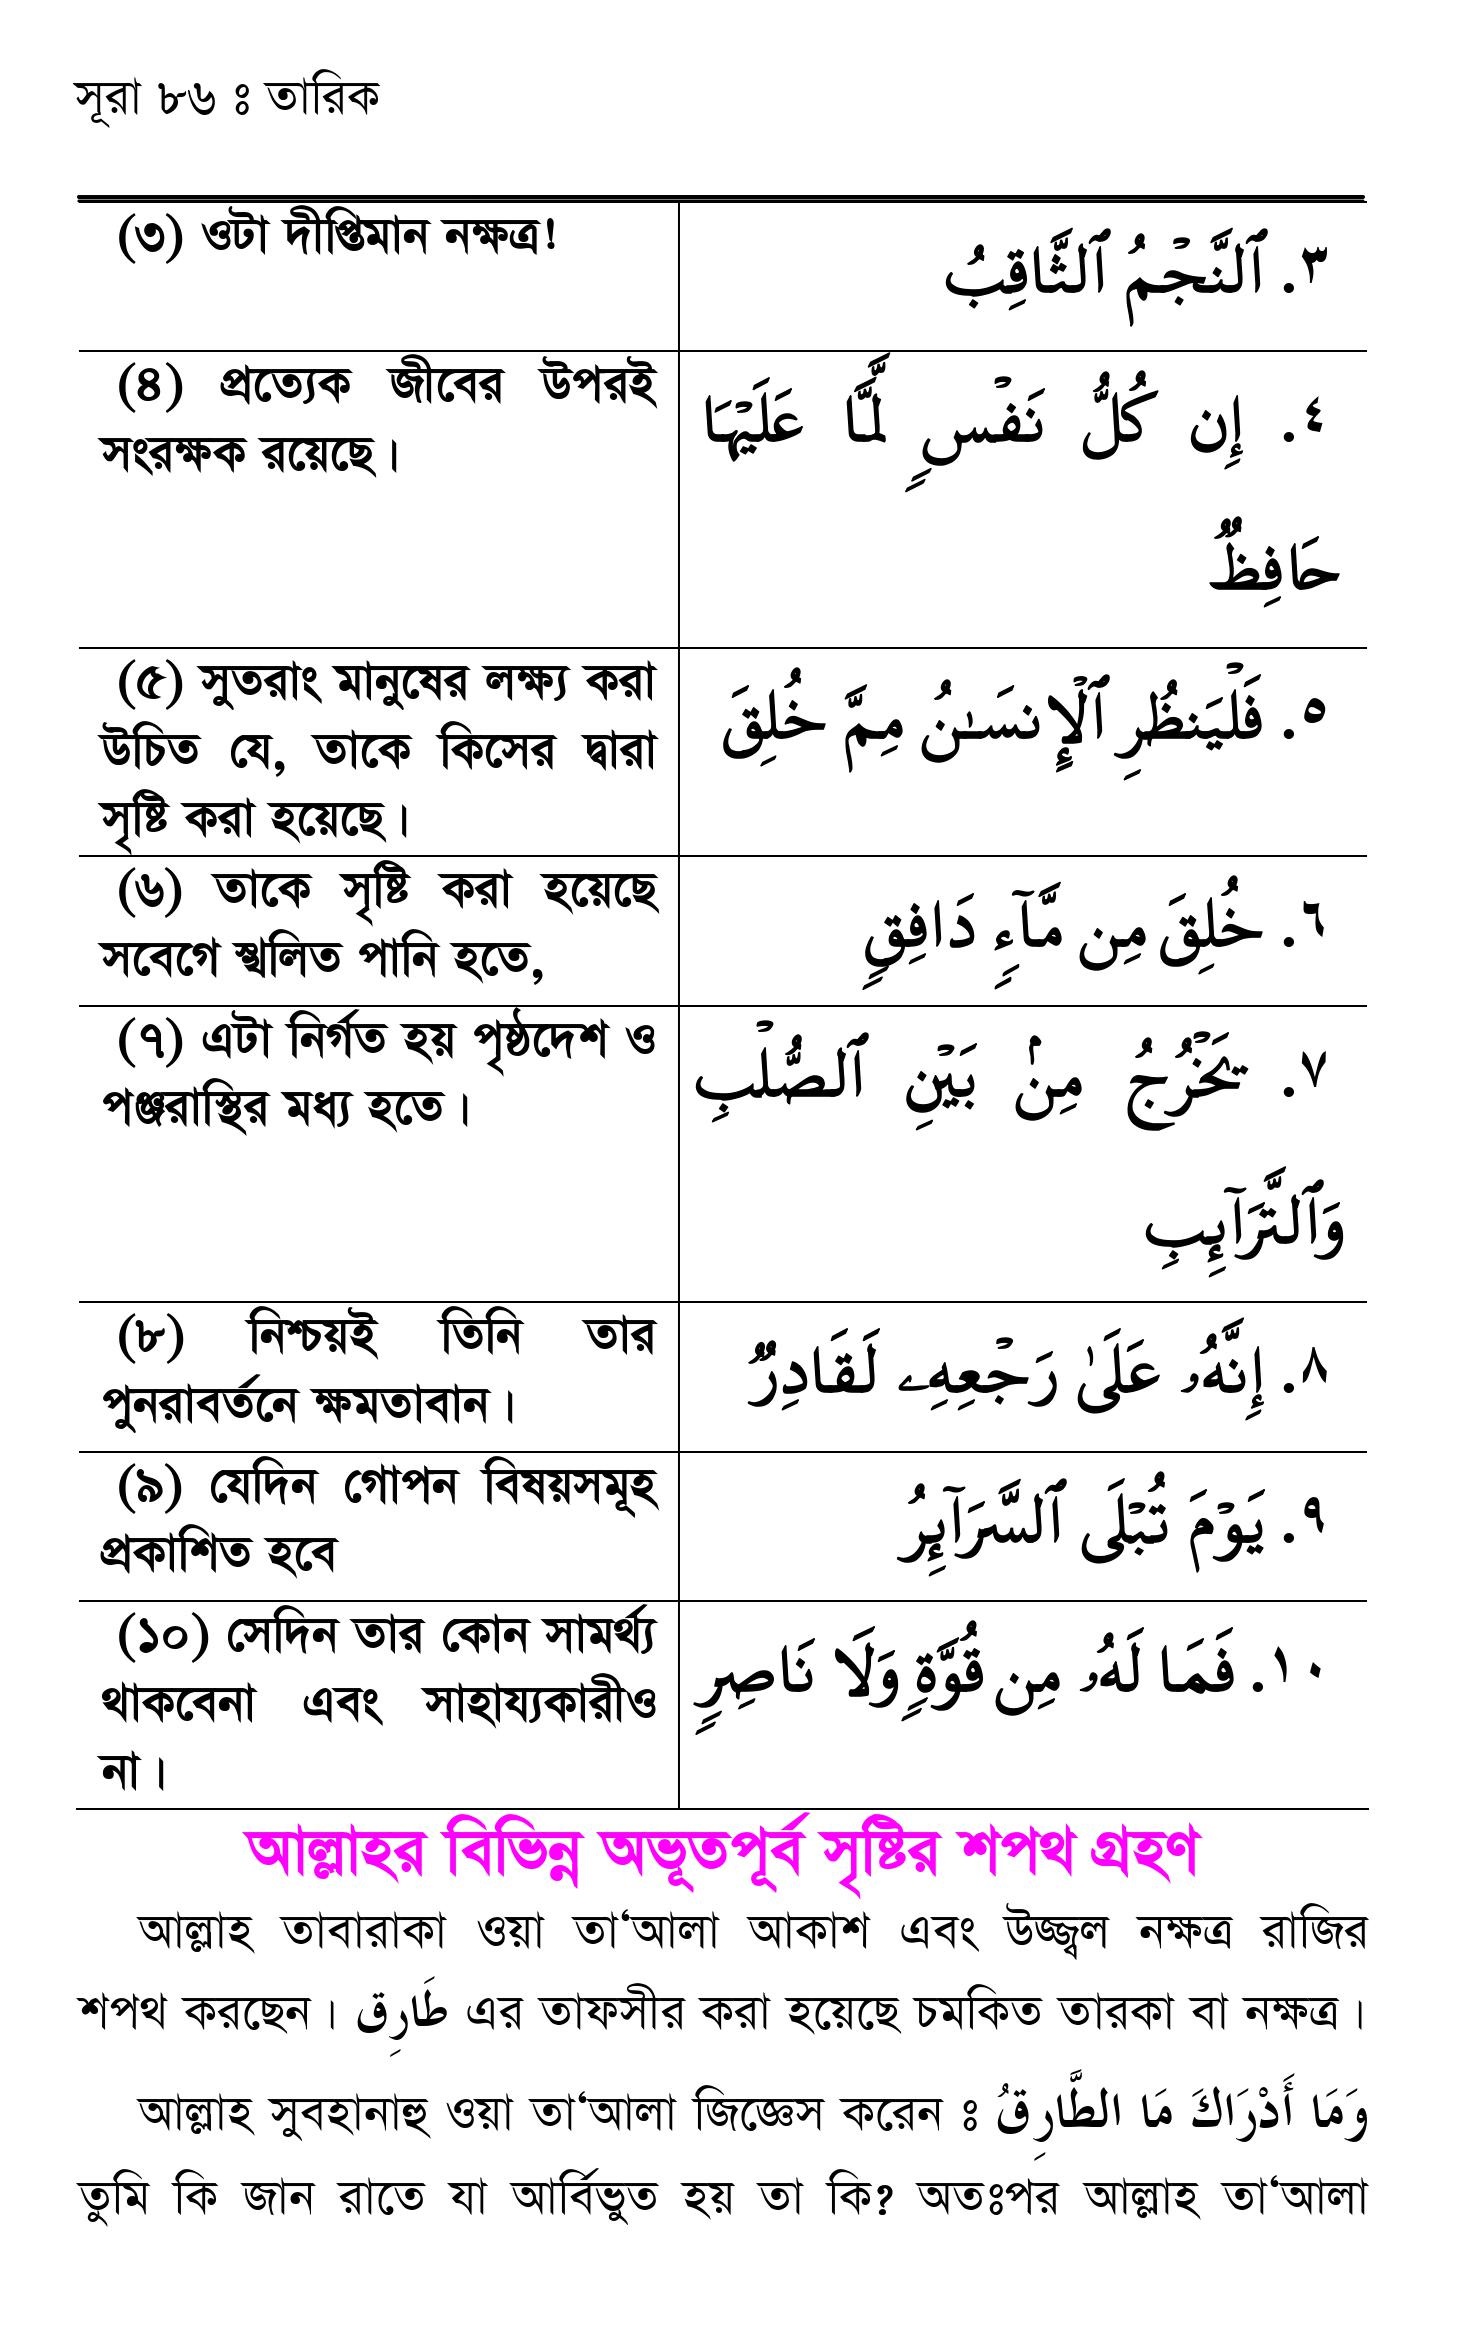 সূরা ৮৬ ঃ তারিক
(৩) ওটা দীপ্তিমান নক্ষত্র!
٣. ٱلنَّجۡمُ ٱلثَّاقِبُ
(৪) প্রত্যেক জীবের উপরই
সংরক্ষক রয়েছে।
٤. إِن كُلُّ نَفۡسٍ لَّمَّا عَلَيۡهَا
حَافِظٌ
(৫) সুতরাং মানুষের লক্ষ্য করা
উচিত যে, তাকে কিসের দ্বারা
সৃষ্টি করা হয়েছে।
٥. فَلۡيَنظُرِ ٱلۡإِنسَـٰنُ مِمَّ خُلِقَ
(৬) তাকে সৃষ্টি করা হয়েছে
সবেগে স্খলিত পানি হতে,
٦. خُلِقَ مِن مَّآءٍ دَافِقٍ
(৭) এটা নির্গত হয় পৃষ্ঠদেশ ও
পঞ্জরাস্থির মধ্য হতে।
٧. يَخۡرُجُ مِنۢ بَيۡنِ ٱلصُّلۡبِ
وَٱلتَّرَآئِبِ
(৮) নিশ্চয়ই তিনি তার
পুনরাবর্তনে ক্ষমতাবান।
٨. إِنَّهُۥ عَلَىٰ رَجۡعِهِۦ لَقَادِرٌ
(৯) যেদিন গোপন বিষয়সমূহ
প্রকাশিত হবে
٩. يَوۡمَ تُبۡلَى ٱلسَّرَآئِرُ
(১০) সেদিন তার কোন সামর্থ্য
থাকবেনা এবং সাহায্যকারীও
না।
١٠. فَمَا لَهُۥ مِن قُوَّةٍ وَلَا نَاصِرٍ
আল্লাহর বিভিন্ন অভূতপূর্ব সৃষ্টির শপথ গ্রহণ
আল্লাহ তাবারাকা ওয়া তা‘আলা আকাশ এবং উজ্জ্বল নক্ষত্র রাজির
শপথ করছেন। طَارِق এর তাফসীর করা হয়েছে চমকিত তারকা বা নক্ষত্র।
আল্লাহ সুবহানাহু ওয়া তা‘আলা জিজ্ঞেস করেন ঃ وَمَا أَدْرَاكَ مَا الطَّارِقُ
তুমি কি জান রাতে যা আর্বিভুত হয় তা কি? অতঃপর আল্লাহ তা‘আলা